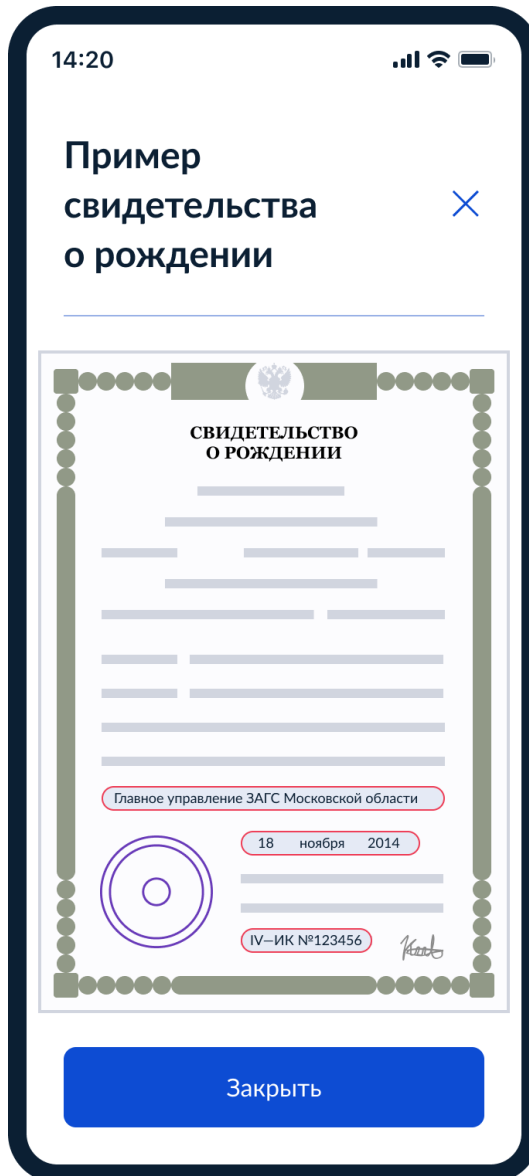 14:20
Пример
свидетельства
о рождении
СВИДЕТЕЛЬСТВО
О РОЖДЕНИИ
Главное управление ЗАГС Московской области
18 ноября 2014
IV—ИК №123456
Закрыть